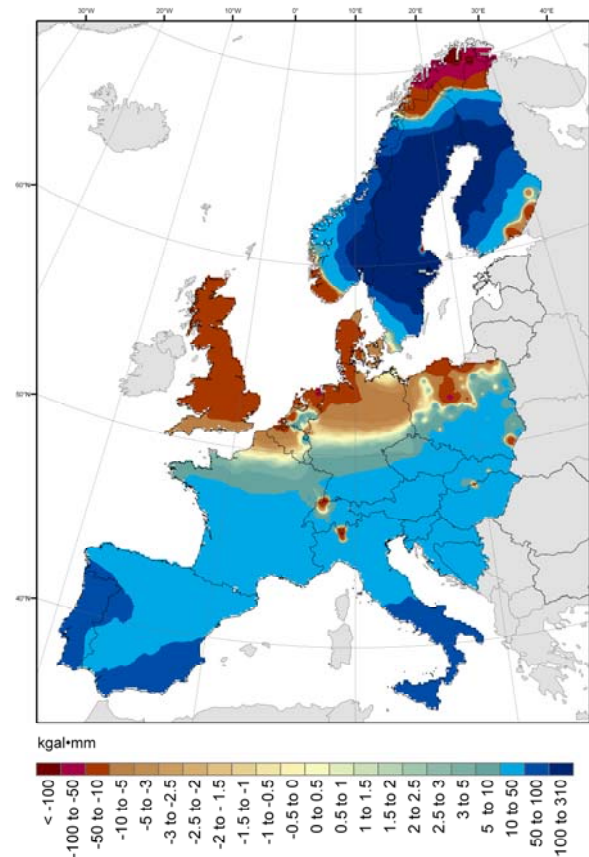 30°W 20°W 10°W 0° 10°E 20°E 30°E 40°E
60°N
50°N
40°N
kgal•mm
< -100
-100 to -50
-50 to -10
-10 to -5
-5 to -3
-3 to -2.5
-2.5 to -2
-2 to -1.5
-1.5 to -1
-1 to -0.5
-0.5 to 0
0 to 0.5
0.5 to 1
1 to 1.5
1.5 to 2
2 to 2.5
2.5 to 3
3 to 5
5 to 10
10 to 50
50 to 100
100 to 310